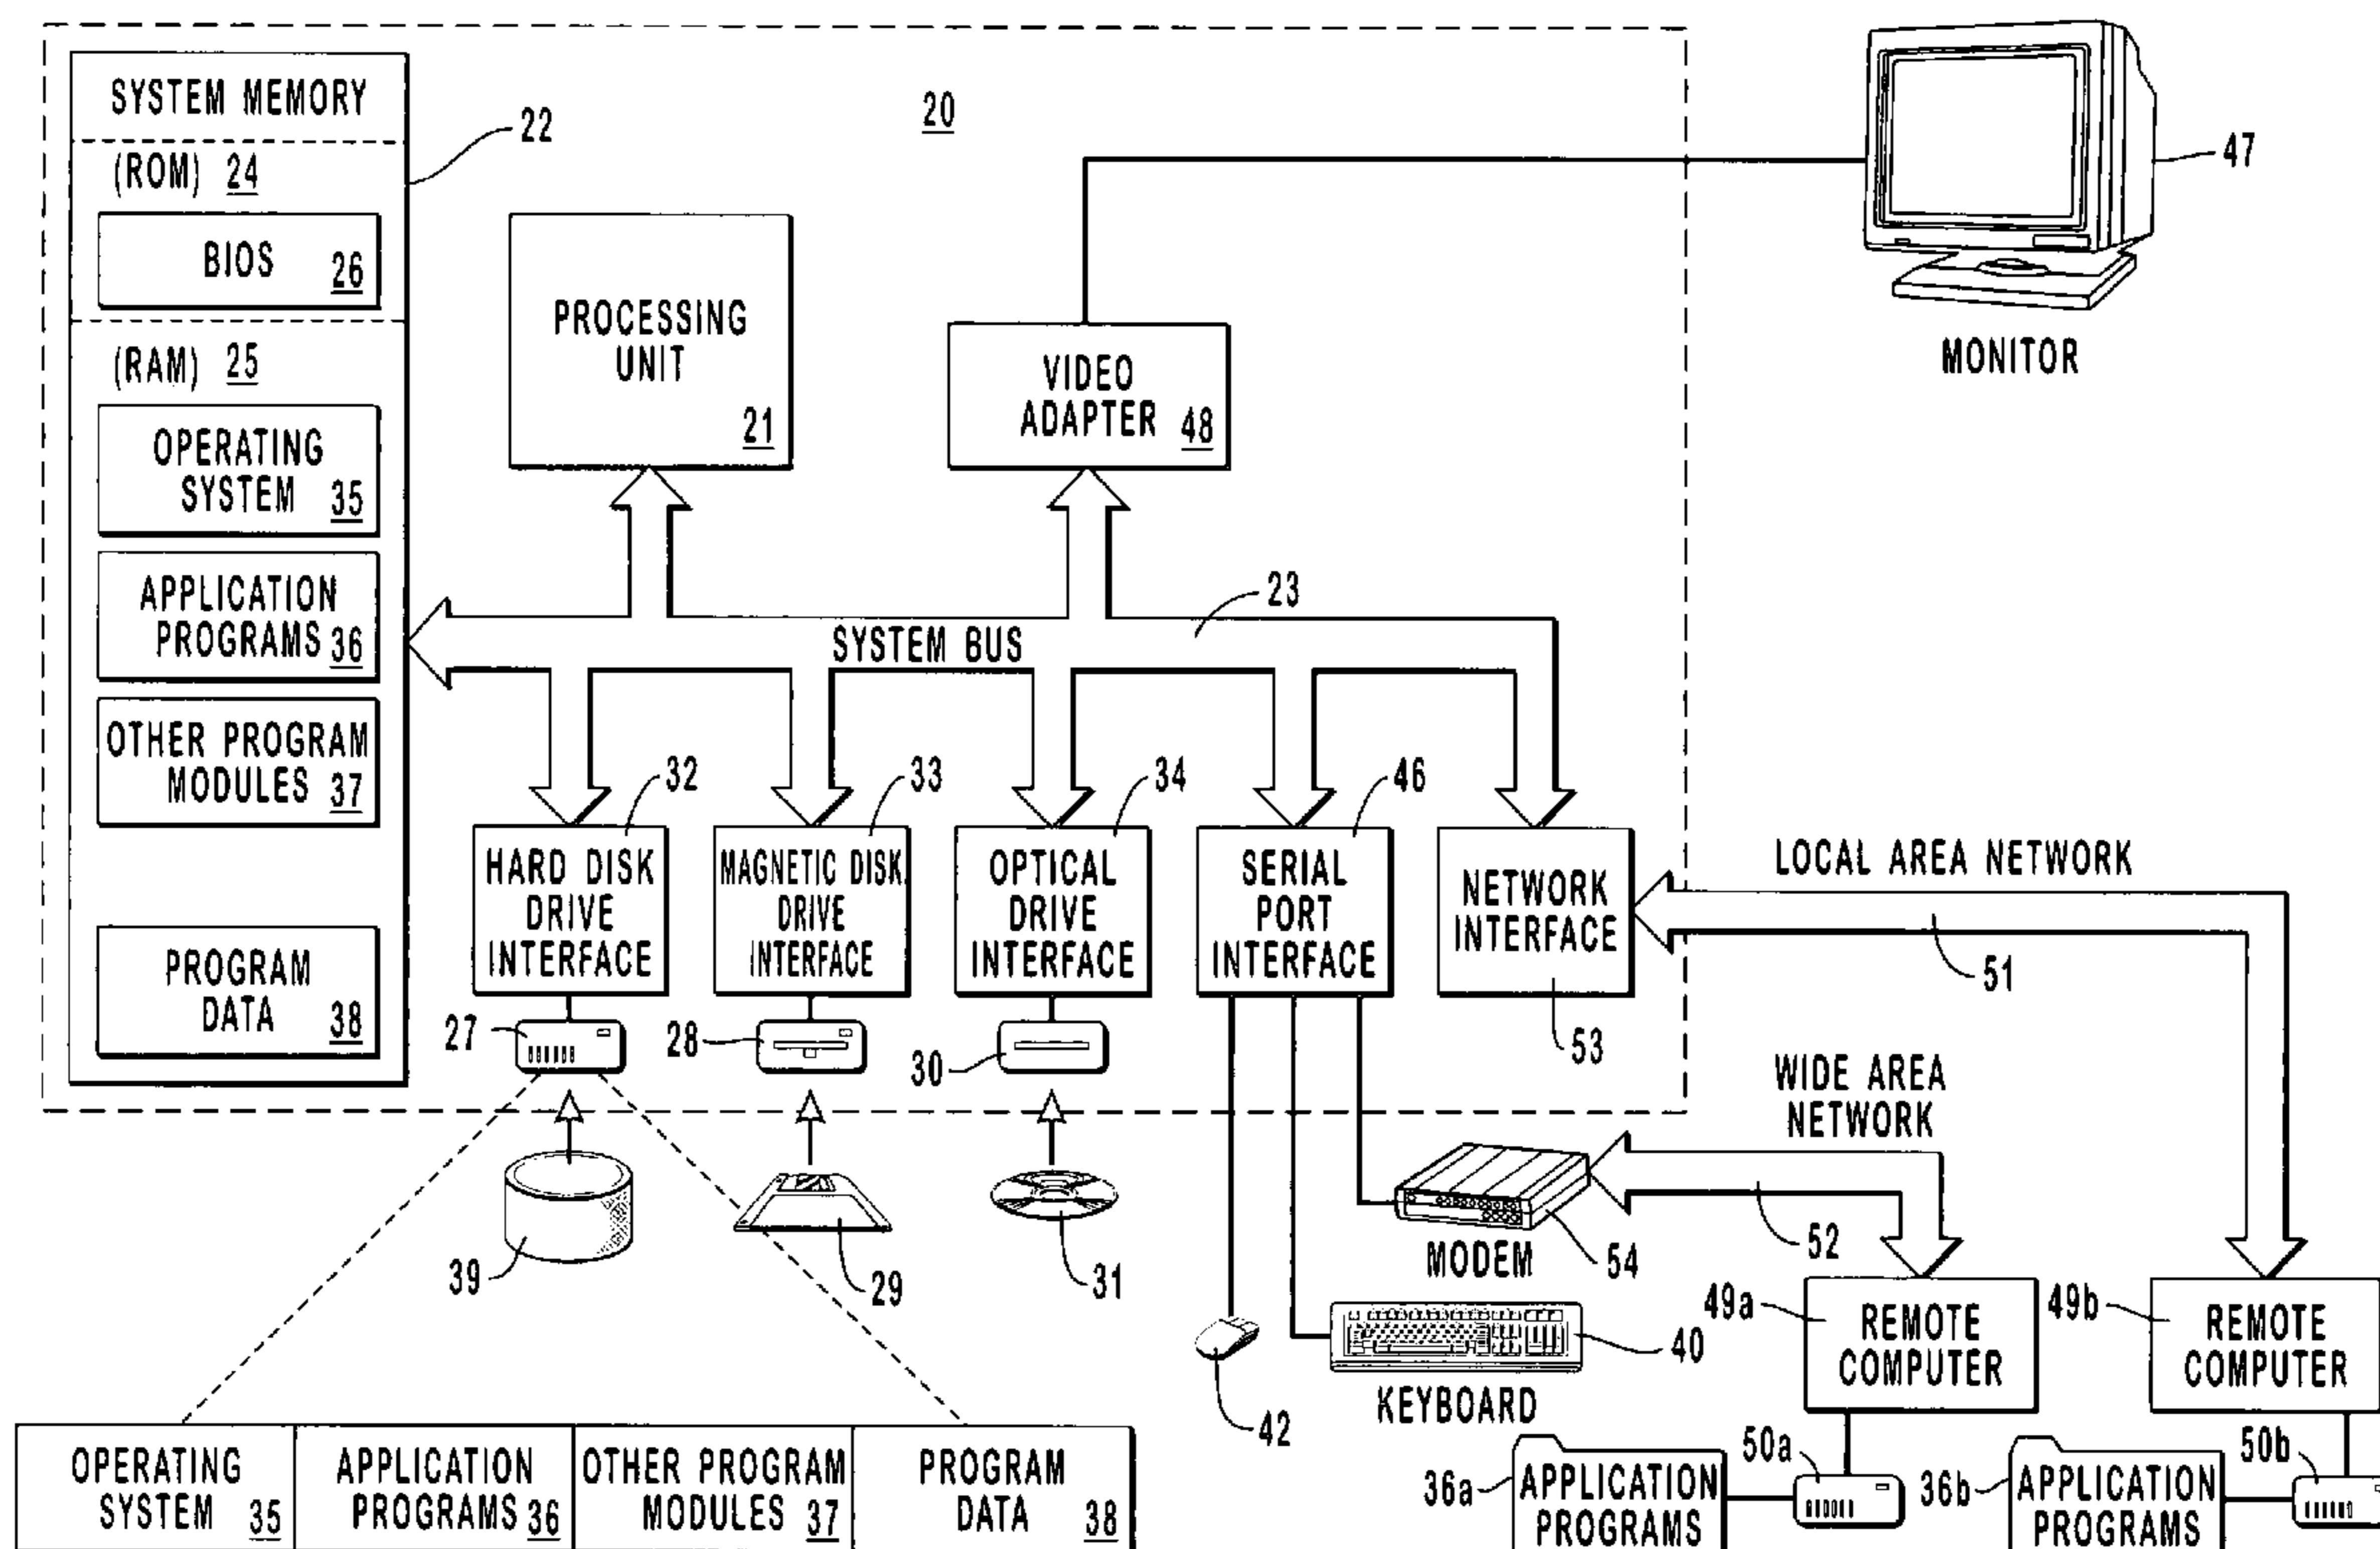 SYSTEM MEMORY
22
(ROM) 24
BIOS 26
(RAM) 25
OPERATING
SYSTEM 35
APPLICATION
PROGRAMS 36
OTHER PROGRAM
MODULES 37
PROGRAM
DATA 38
20
PROCESSING
UNIT
21
VIDEO
ADAPTER 48
47
MONITOR
23
SYSTEM BUS
32
HARD DISK
DRIVE
INTERFACE
33
MAGNETIC DISK
DRIVE
INTERFACE
34
OPTICAL
DRIVE
INTERFACE
46
SERIAL
PORT
INTERFACE
NETWORK
INTERFACE
53
LOCAL AREA NETWORK
51
27
28
30
WIDE AREA
NETWORK
52
39
29
31
MODEM
54
42
40
KEYBOARD
49a
REMOTE
COMPUTER
49b
REMOTE
COMPUTER
OPERATING
SYSTEM 35
APPLICATION
PROGRAMS 36
OTHER PROGRAM
MODULES 37
PROGRAM
DATA 38
36a
APPLICATION
PROGRAMS
50a
36b
APPLICATION
PROGRAMS
50b